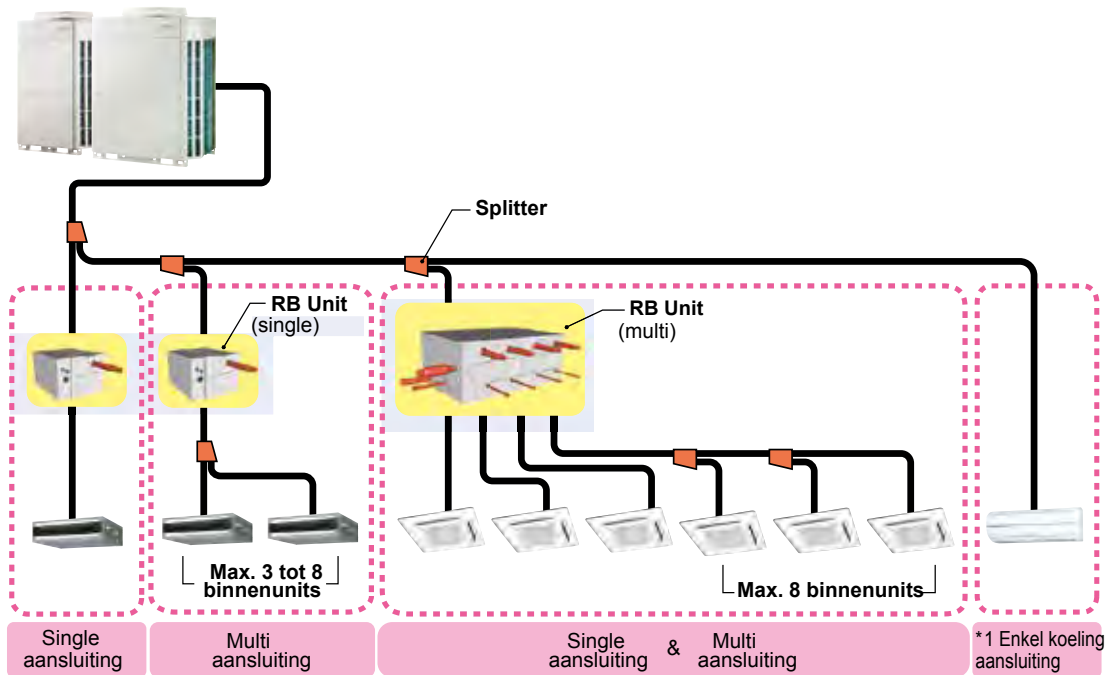 Splitter
RB Unit
(single)
RB Unit
(multi)
Max. 3 tot 8
binnenunits
Max. 8 binnenunits
Single
aansluiting
Multi
aansluiting
Single
aansluiting
&
Multi
aansluiting
*1 Enkel koeling
aansluiting